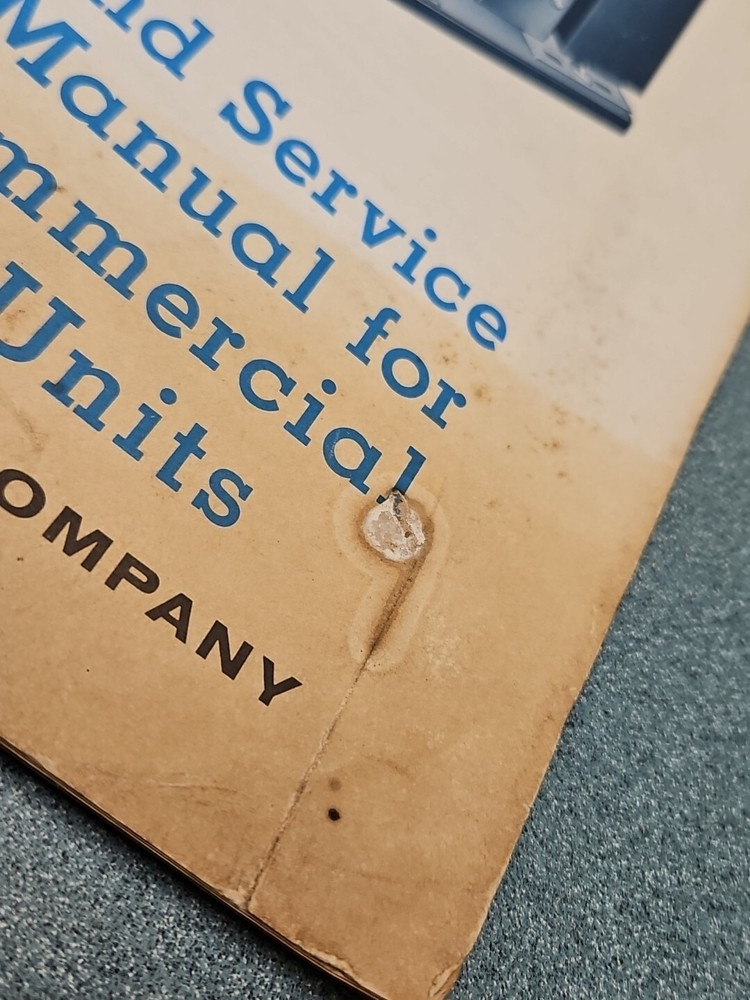 nd Service
Manual for
mmercial
Units
OMPANY